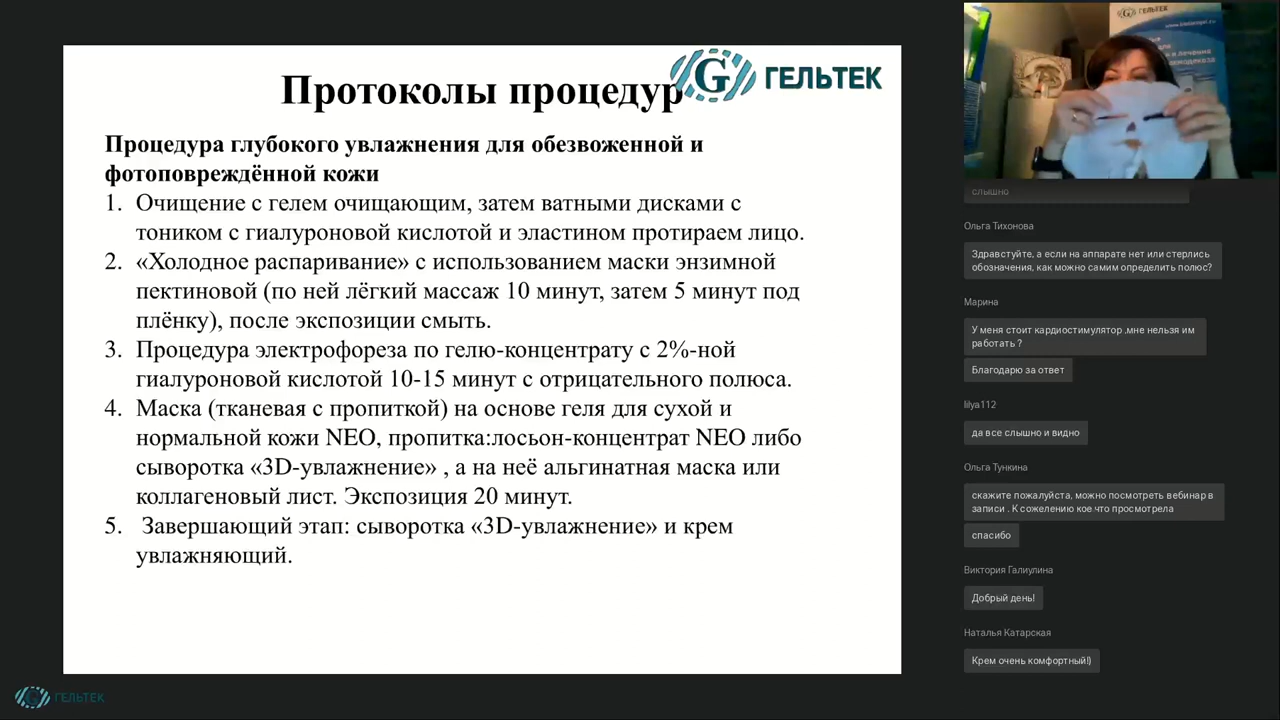 Протоколы процедур
ГЕЛЬТЕК
Процедура глубокого увлажнения для обезвоженной и
фотоповреждённой кожи
1. Очищение с гелем очищающим, затем ватными дисками с
тоником с гиалуроновой кислотой и эластином протираем лицо.
2. «Холодное распаривание» с использованием маски энзимной
пектиновой (по ней лёгкий массаж 10 минут, затем 5 минут под
плёнку), после экспозиции смыть.
3. Процедура электрофореза по гелю-концентрату с 2%-ной
гиалуроновой кислотой 10-15 минут с отрицательного полюса.
4. Маска (тканевая с пропиткой) на основе геля для сухой и
нормальной кожи NEO, пропитка:лосьон-концентрат NEO либо
сыворотка «3D-увлажнение» , а на неё альгинатная маска или
коллагеновый лист. Экспозиция 20 минут.
5. Завершающий этап: сыворотка «3D-увлажнение» и крем
увлажняющий.
ГЕЛЬТЕК
ГЕЛЬТЕК
слышно
Ольга Тихонова
Здравстуйте, а если на аппарате нет или стерлись
обозначения, как можно самим определить полюс?
Марина
У меня стоит кардиостимулятор .мне нельзя им
работать ?
Благодарю за ответ
lilya112
да все слышно и видно
Ольга Тункина
скажите пожалуйста, можно посмотреть вебинар в
записи . К сожелению кое что просмотрела
спасибо
Виктория Галиулина
Добрый день!
Наталья Катарская
Крем очень комфортный!)